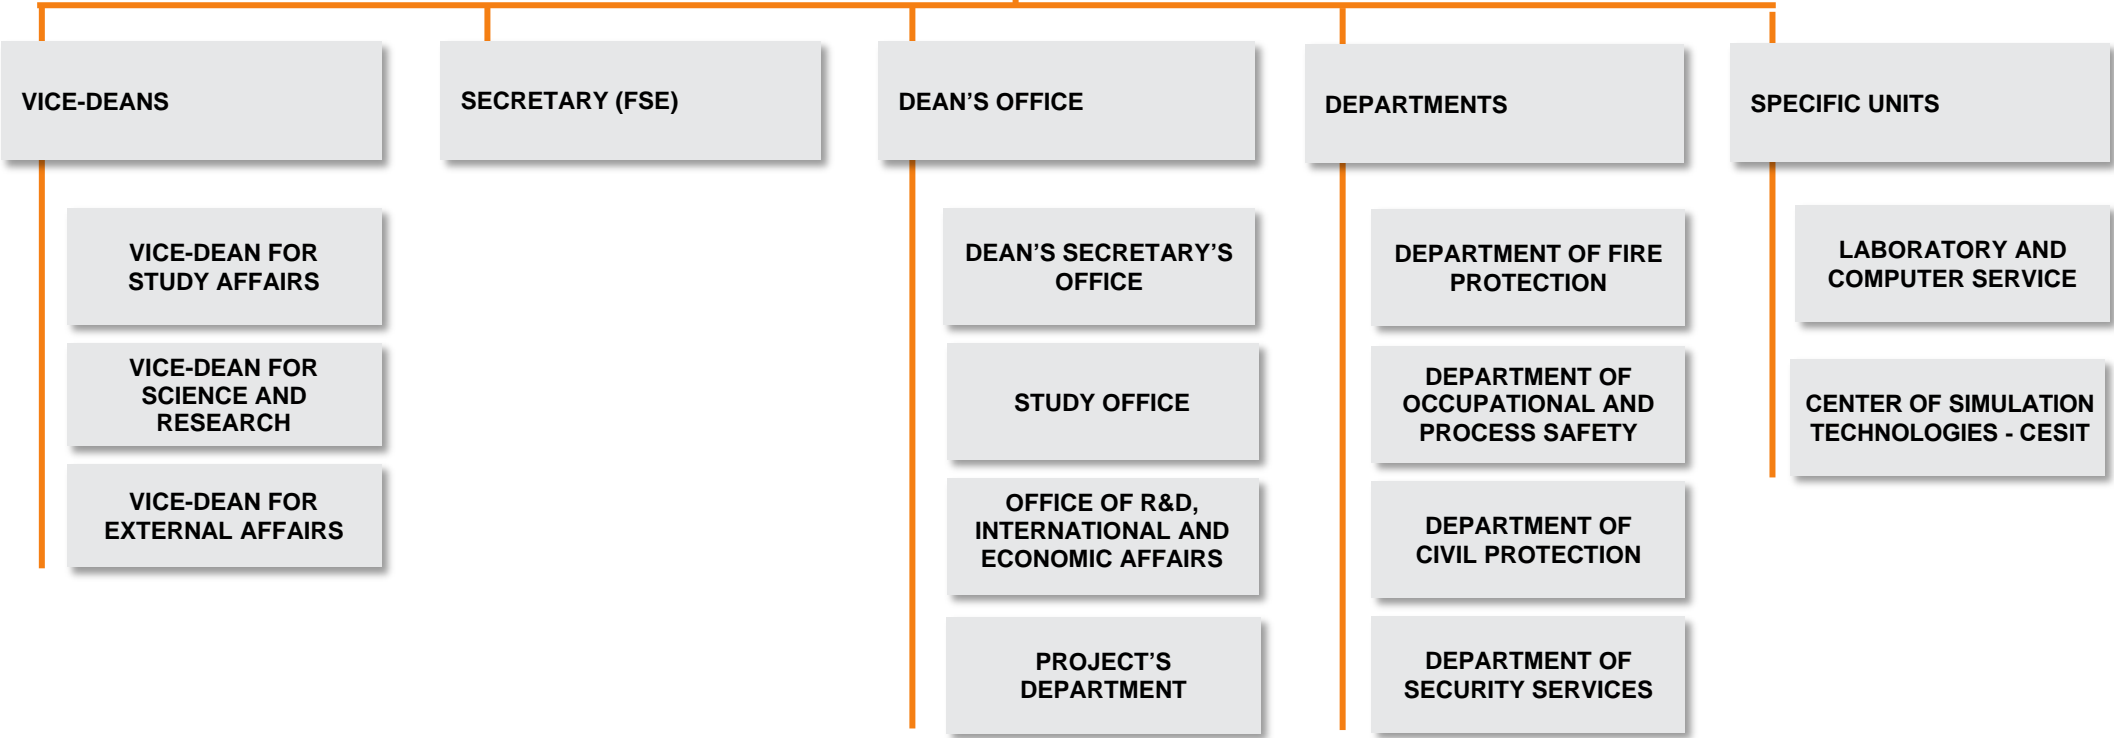 VICE-DEANS
SECRETARY (FSE)
DEAN’S OFFICE
DEPARTMENTS
SPECIFIC UNITS
VICE-DEAN FOR
STUDY AFFAIRS
VICE-DEAN FOR
SCIENCE AND
RESEARCH
VICE-DEAN FOR
EXTERNAL AFFAIRS
DEAN’S SECRETARY’S
OFFICE
STUDY OFFICE
OFFICE OF R&D,
INTERNATIONAL AND
ECONOMIC AFFAIRS
PROJECT’S
DEPARTMENT
DEPARTMENT OF FIRE
PROTECTION
DEPARTMENT OF
OCCUPATIONAL AND
PROCESS SAFETY
DEPARTMENT OF
CIVIL PROTECTION
DEPARTMENT OF
SECURITY SERVICES
LABORATORY AND
COMPUTER SERVICE
CENTER OF SIMULATION
TECHNOLOGIES - CESIT